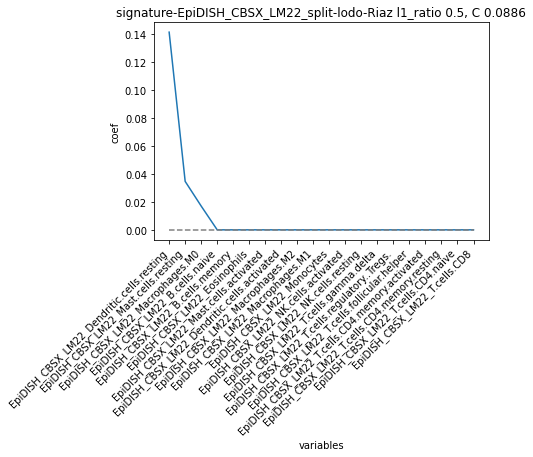 signature-EpiDISH_CBSX_LM22_split-lodo-Riaz l1_ratio 0.5, C 0.0886
coef
0.14
0.12
0.10
0.08
0.06
0.04
0.02
0.00
EpiDISH_CBSX_LM22_Dendritic.cells.resting
EpiDISH_CBSX_LM22_Mast.cells.resting
EpiDISH_CBSX_LM22_Macrophages.M0
EpiDISH_CBSX_LM22_B.cells.naive
EpiDISH_CBSX_LM22_B.cells.memory
EpiDISH_CBSX_LM22_Eosinophils
EpiDISH_CBSX_LM22_Mast.cells.activated
EpiDISH_CBSX_LM22_Dendritic.cells.activated
EpiDISH_CBSX_LM22_Macrophages.M2
EpiDISH_CBSX_LM22_Macrophages.M1
EpiDISH_CBSX_LM22_Monocytes
EpiDISH_CBSX_LM22_NK.cells.activated
EpiDISH_CBSX_LM22_NK.cells.resting
EpiDISH_CBSX_LM22_T.cells.gamma.delta
EpiDISH_CBSX_LM22_T.cells.regulatory..Tregs.
EpiDISH_CBSX_LM22_T.cells.follicular.helper
EpiDISH_CBSX_LM22_T.cells.CD4.memory.activated
EpiDISH_CBSX_LM22_T.cells.CD4.memory.resting
EpiDISH_CBSX_LM22_T.cells.CD4.naive
EpiDISH_CBSX_LM22_T.cells.CD8
variables